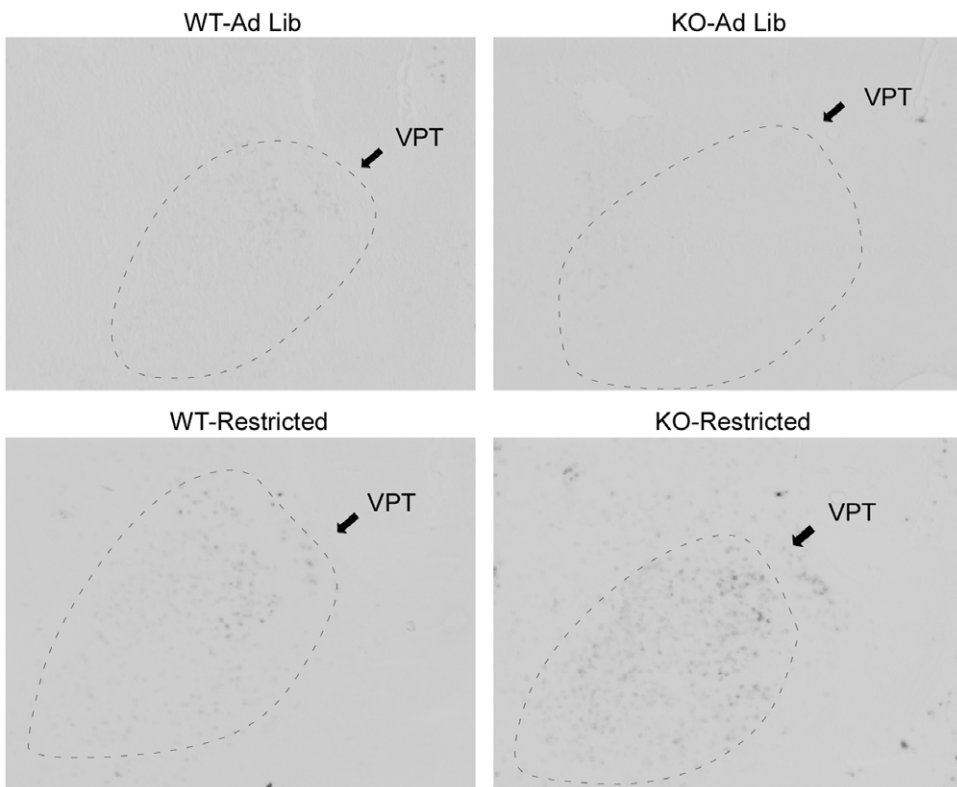 WT-Ad Lib
KO-Ad Lib
VPT
VPT
WT-Restricted
KO-Restricted
VPT
VPT